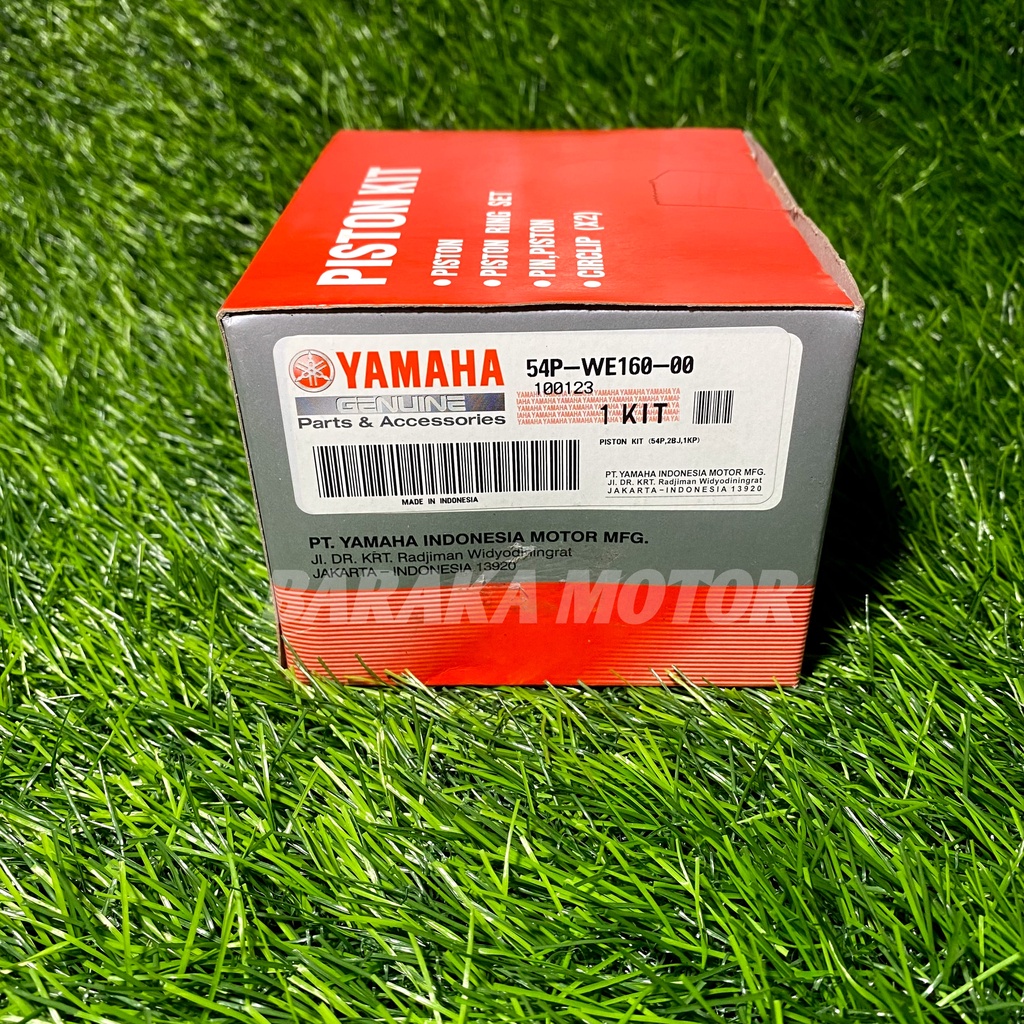 PISTON KIT
• PISTON
• PISTON RING SET
• PIN,PISTON
• CIRCLIP (X2)
YAMAHA
GENUINE
Parts & Accessories
54P-WE160-00
100123
1 KIT
PISTON KIT (54P,2BJ,1KP)
MADE IN INDONESIA
PT. YAMAHA INDONESIA MOTOR MFG.
Jl. DR. KRT. Radjiman Widyodiningrat
JAKARTA-INDONESIA 13920
PT. YAMAHA INDONESIA MOTOR MFG.
Jl. DR. KRT. Radjiman Widyodiningrat
JAKARTA - INDONESIA 13920
BARAKA MOTOR